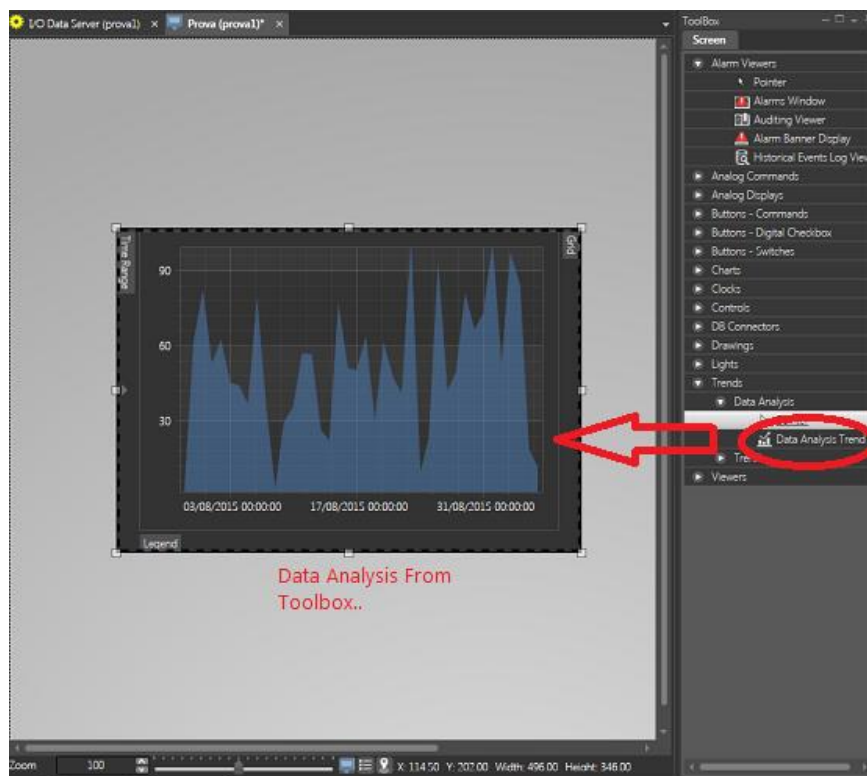 I/O Data Server (prova1) × Prova (prova1)* ×
ToolBox
Screen
Alarm Viewers
Pointer
Alarms Window
Auditing Viewer
Alarm Banner Display
Historical Events Log View
Analog Commands
Analog Displays
Buttons - Commands
Buttons - Digital Checkbox
Buttons - Switches
Charts
Clocks
Controls
DB Connectors
Drawings
Lights
Trends
Data Analysis
Data Analysis Trend
Viewers
Time Range
Grid
90
60
30
03/08/2015 00:00:00 17/08/2015 00:00:00 31/08/2015 00:00:00
Legend
Data Analysis From
Toolbox..
Zoom 100 X: 114.50 Y: 207.00 Width: 496.00 Height: 346.00